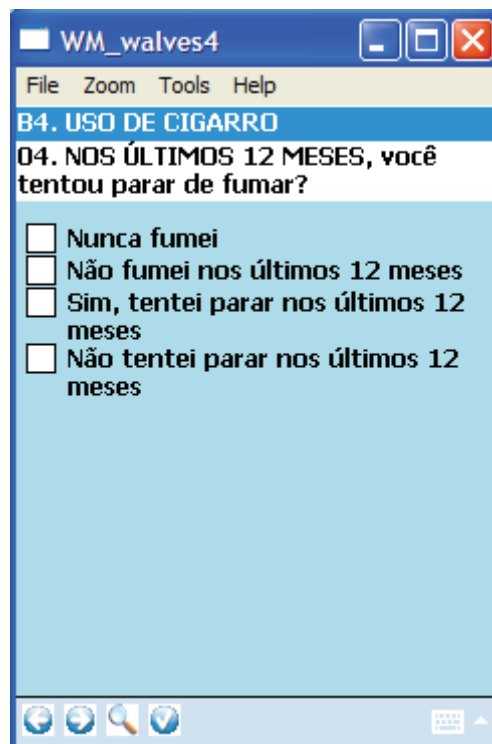 WM_walves4
File Zoom Tools Help
B4. USO DE CIGARRO
04. NOS ÚLTIMOS 12 MESES, você
tentou parar de fumar?
Nunca fumei
Não fumei nos últimos 12 meses
Sim, tentei parar nos últimos 12
meses
Não tentei parar nos últimos 12
meses